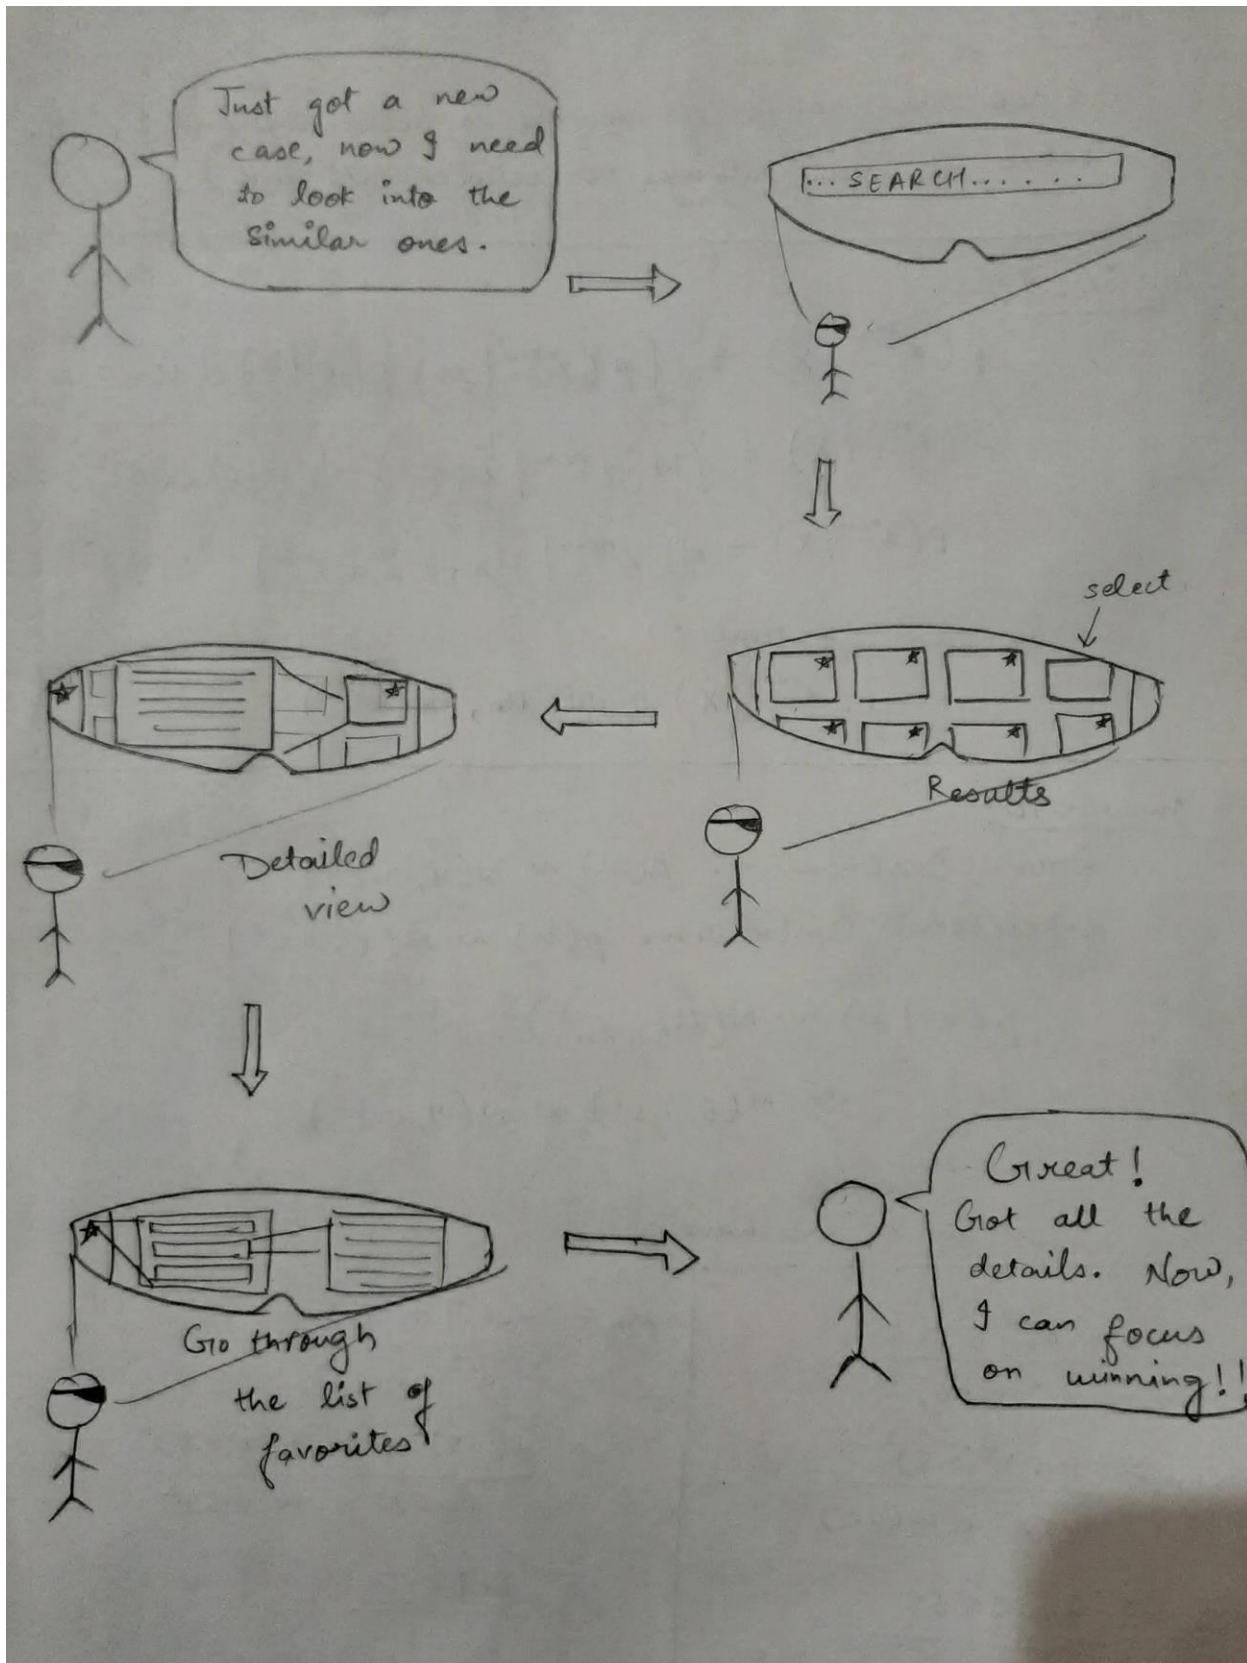 Just got a new
case, now I need
to look into the
similar ones.
... SEARCH......
select
Results
Detailed
view
Go through
the list of
favorites
Great!
Got all the
details. Now,
I can focus
on winning!!